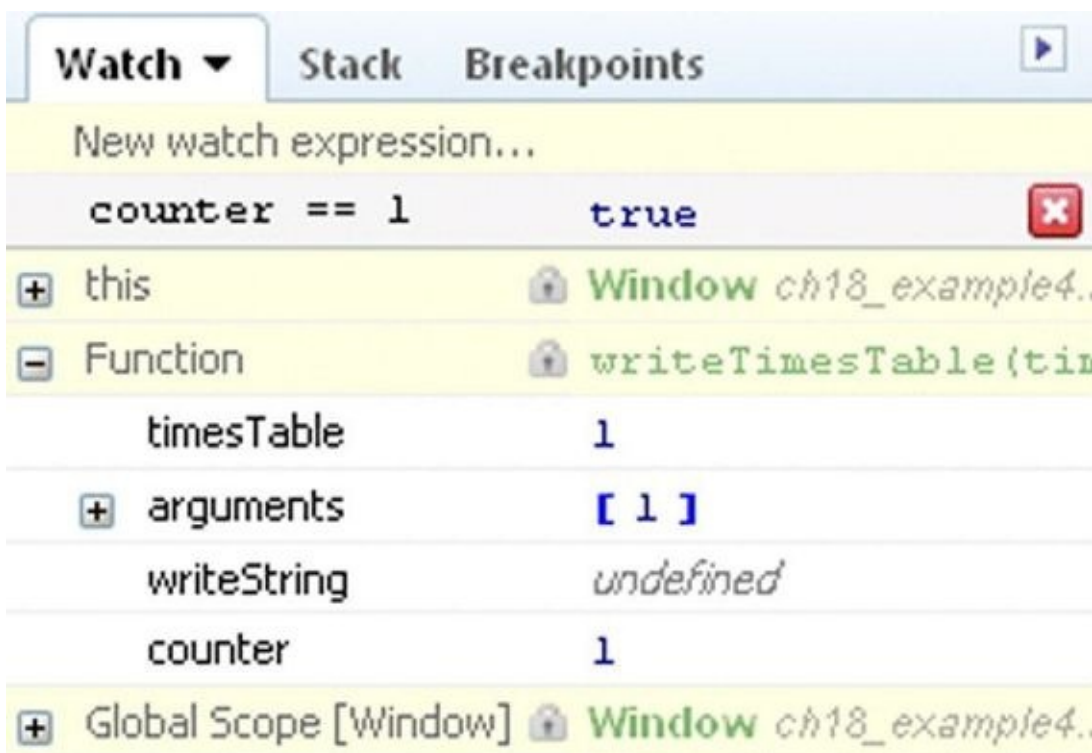 Watch Stack Breakpoints
New watch expression...
counter == 1 true
this Window ch18_example4..
Function writeTimesTable(tim
timesTable 1
arguments [ 1 ]
writeString undefined
counter 1
Global Scope [Window] Window ch18_example4..